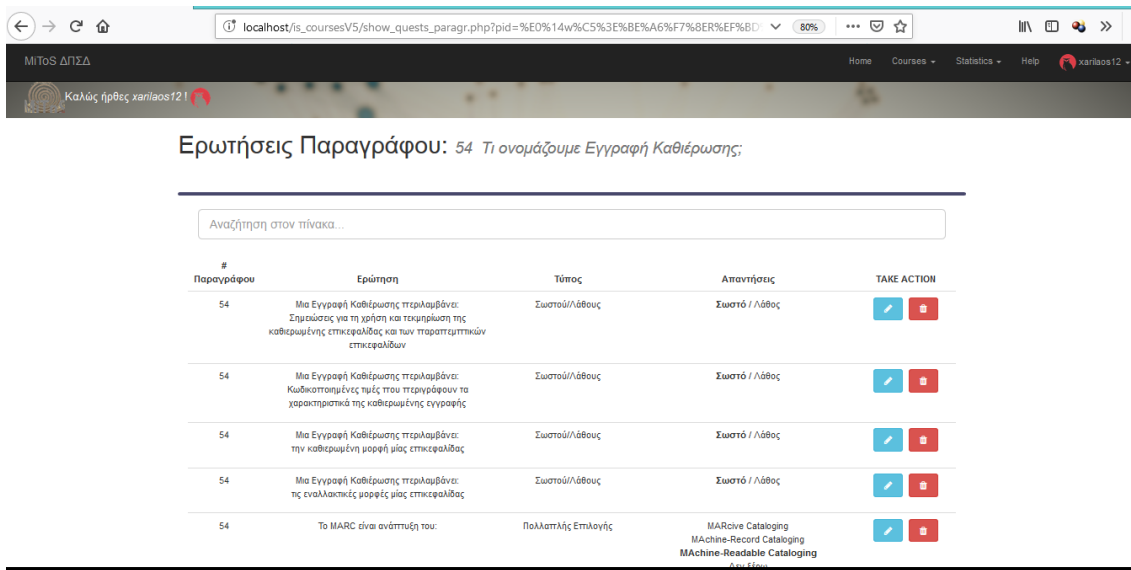 localhost/is_coursesV5/show_quests_paragr.php?pid=%E0%14w%C5%3E%BE%A6%F7%8ER%EF%8D 80%
MiToS ΔΠΣΔ Home Courses Statistics Help xarilaos12
Καλώς ήρθες xarilaos12 !
Ερωτήσεις Παραγράφου: 54 Τι ονομάζουμε Εγγραφή Καθιέρωσης;
Αναζήτηση στον πίνακα...
# Παραγράφου Ερώτηση Τύπος Απαντήσεις TAKE ACTION
54 Μια Εγγραφή Καθιέρωσης περιλαμβάνει: Σωστού/Λάθους Σωστό / Λάθος
Σημειώσεις για τη χρήση και τεκμηρίωση της
καθιερωμένης επικεφαλίδας και των παραπεμπτικών
επικεφαλίδων
54 Μια Εγγραφή Καθιέρωσης περιλαμβάνει: Σωστού/Λάθους Σωστό / Λάθος
Κωδικοποιημένες τιμές που περιγράφουν τα
χαρακτηριστικά της καθιερωμένης εγγραφής
54 Μια Εγγραφή Καθιέρωσης περιλαμβάνει: Σωστού/Λάθους Σωστό / Λάθος
την καθιερωμένη μορφή μίας επικεφαλίδας
54 Μια Εγγραφή Καθιέρωσης περιλαμβάνει: Σωστού/Λάθους Σωστό / Λάθος
τις εναλλακτικές μορφές μίας επικεφαλίδας
54 Το MARC είναι ανάπτυξη του: Πολλαπλής Επιλογής MARcive Cataloging
MAchine-Record Cataloging
MAchine-Readable Cataloging
Δεν ξέρω